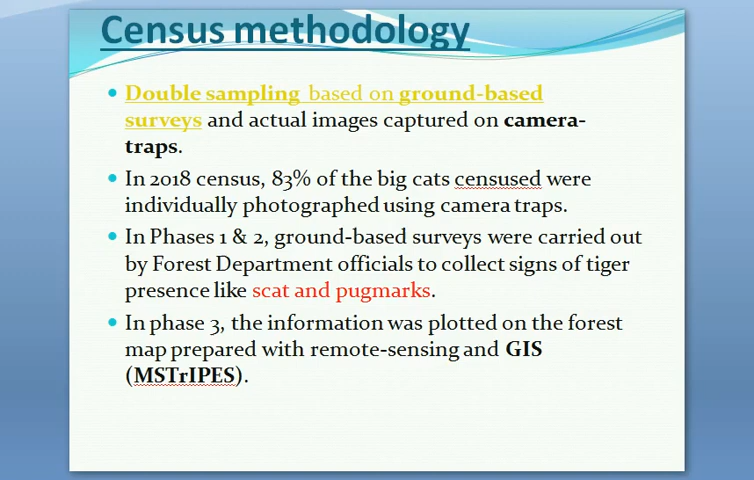 Census methodology
Double sampling based on ground-based
surveys and actual images captured on camera-
traps.
In 2018 census, 83% of the big cats censused were
individually photographed using camera traps.
In Phases 1 & 2, ground-based surveys were carried out
by Forest Department officials to collect signs of tiger
presence like scat and pugmarks.
In phase 3, the information was plotted on the forest
map prepared with remote-sensing and GIS
(MSTrIPES).